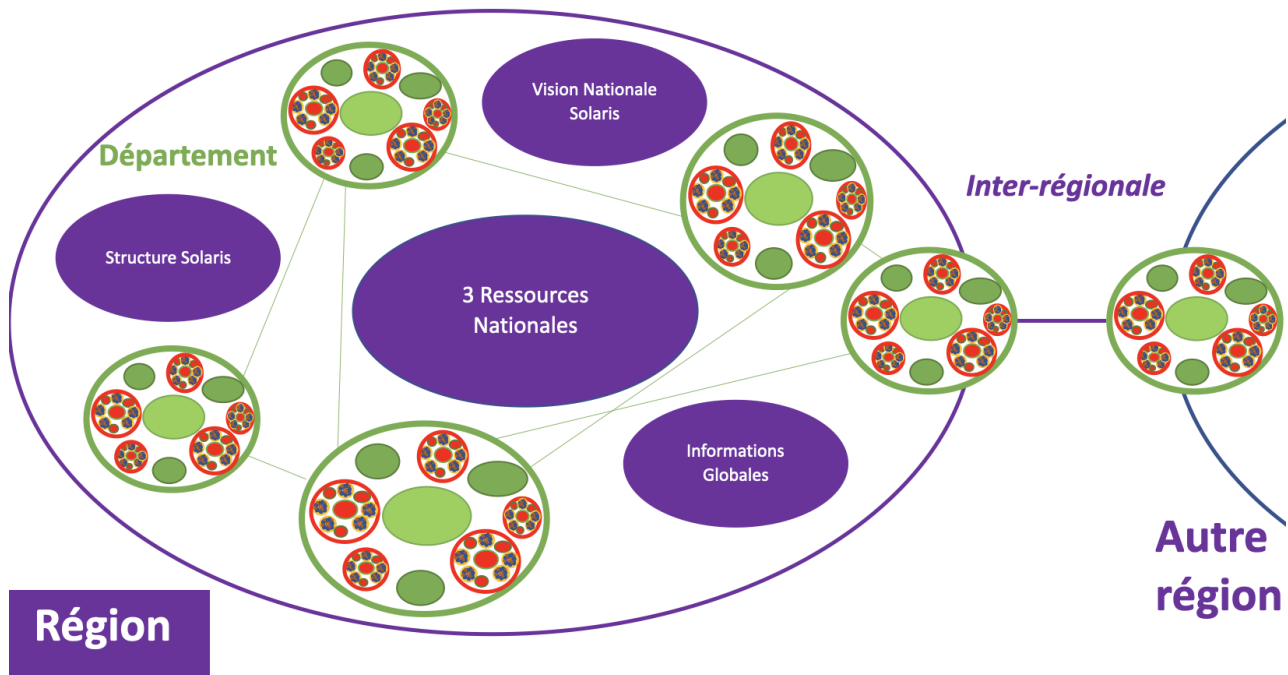 Vision Nationale
Solaris
Département
Inter-régionale
Structure Solaris
3 Ressources
Nationales
Informations
Globales
Autre
région
Région